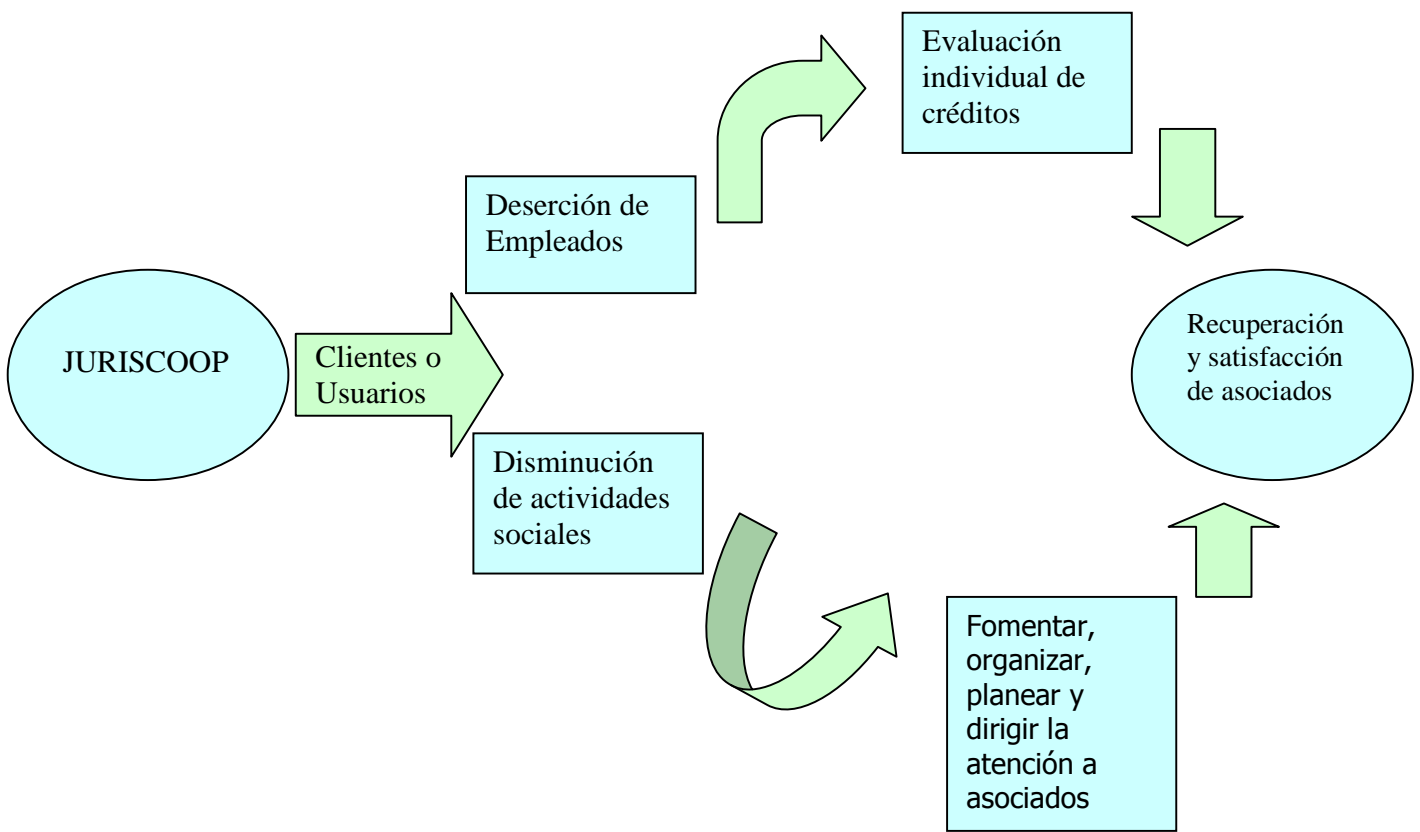 JURISCOOP
Clientes o
Usuarios
Deserción de
Empleados
Disminución
de actividades
sociales
Evaluación
individual de
créditos
Fomentar,
organizar,
planear y
dirigir la
atención a
asociados
Recuperación
y satisfacción
de asociados